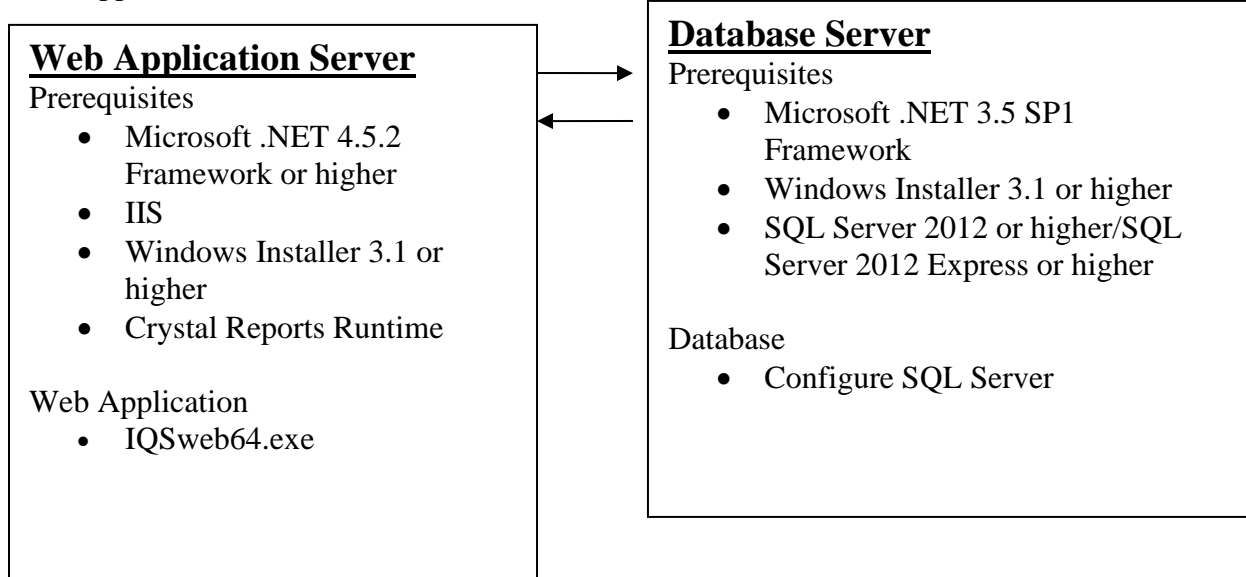 Web Application Server
Prerequisites
• Microsoft .NET 4.5.2
Framework or higher
• IIS
• Windows Installer 3.1 or
higher
• Crystal Reports Runtime
Web Application
• IQSweb64.exe
Database Server
Prerequisites
• Microsoft .NET 3.5 SP1
Framework
• Windows Installer 3.1 or higher
• SQL Server 2012 or higher/SQL
Server 2012 Express or higher
Database
• Configure SQL Server